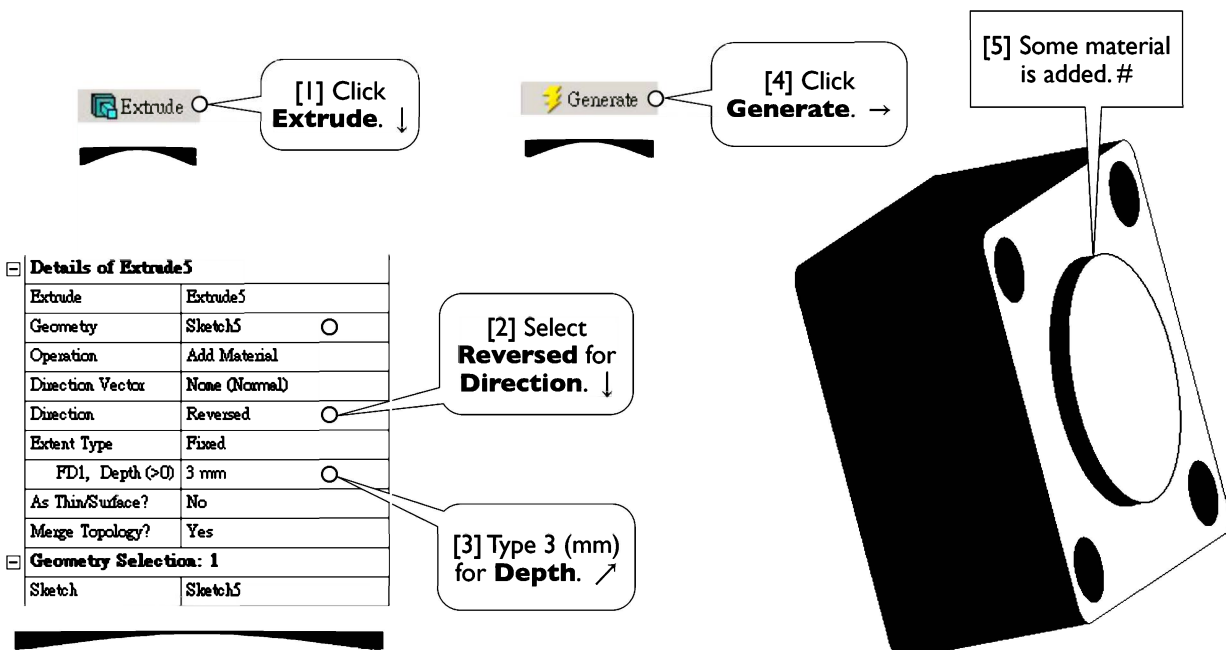 Extrude
[1] Click
Extrude. ↓
Generate
[4] Click
Generate. →
[5] Some material
is added. #
Details of Extrude5
Extrude Extrude5
Geometry Sketch5
Operation Add Material
Direction Vector None (Normal)
Direction Reversed
Extent Type Fixed
FD1, Depth (>0) 3 mm
As Thin/Surface? No
Merge Topology? Yes
Geometry Selection: 1
Sketch Sketch5
[2] Select
Reversed for
Direction. ↓
[3] Type 3 (mm)
for Depth. ↗